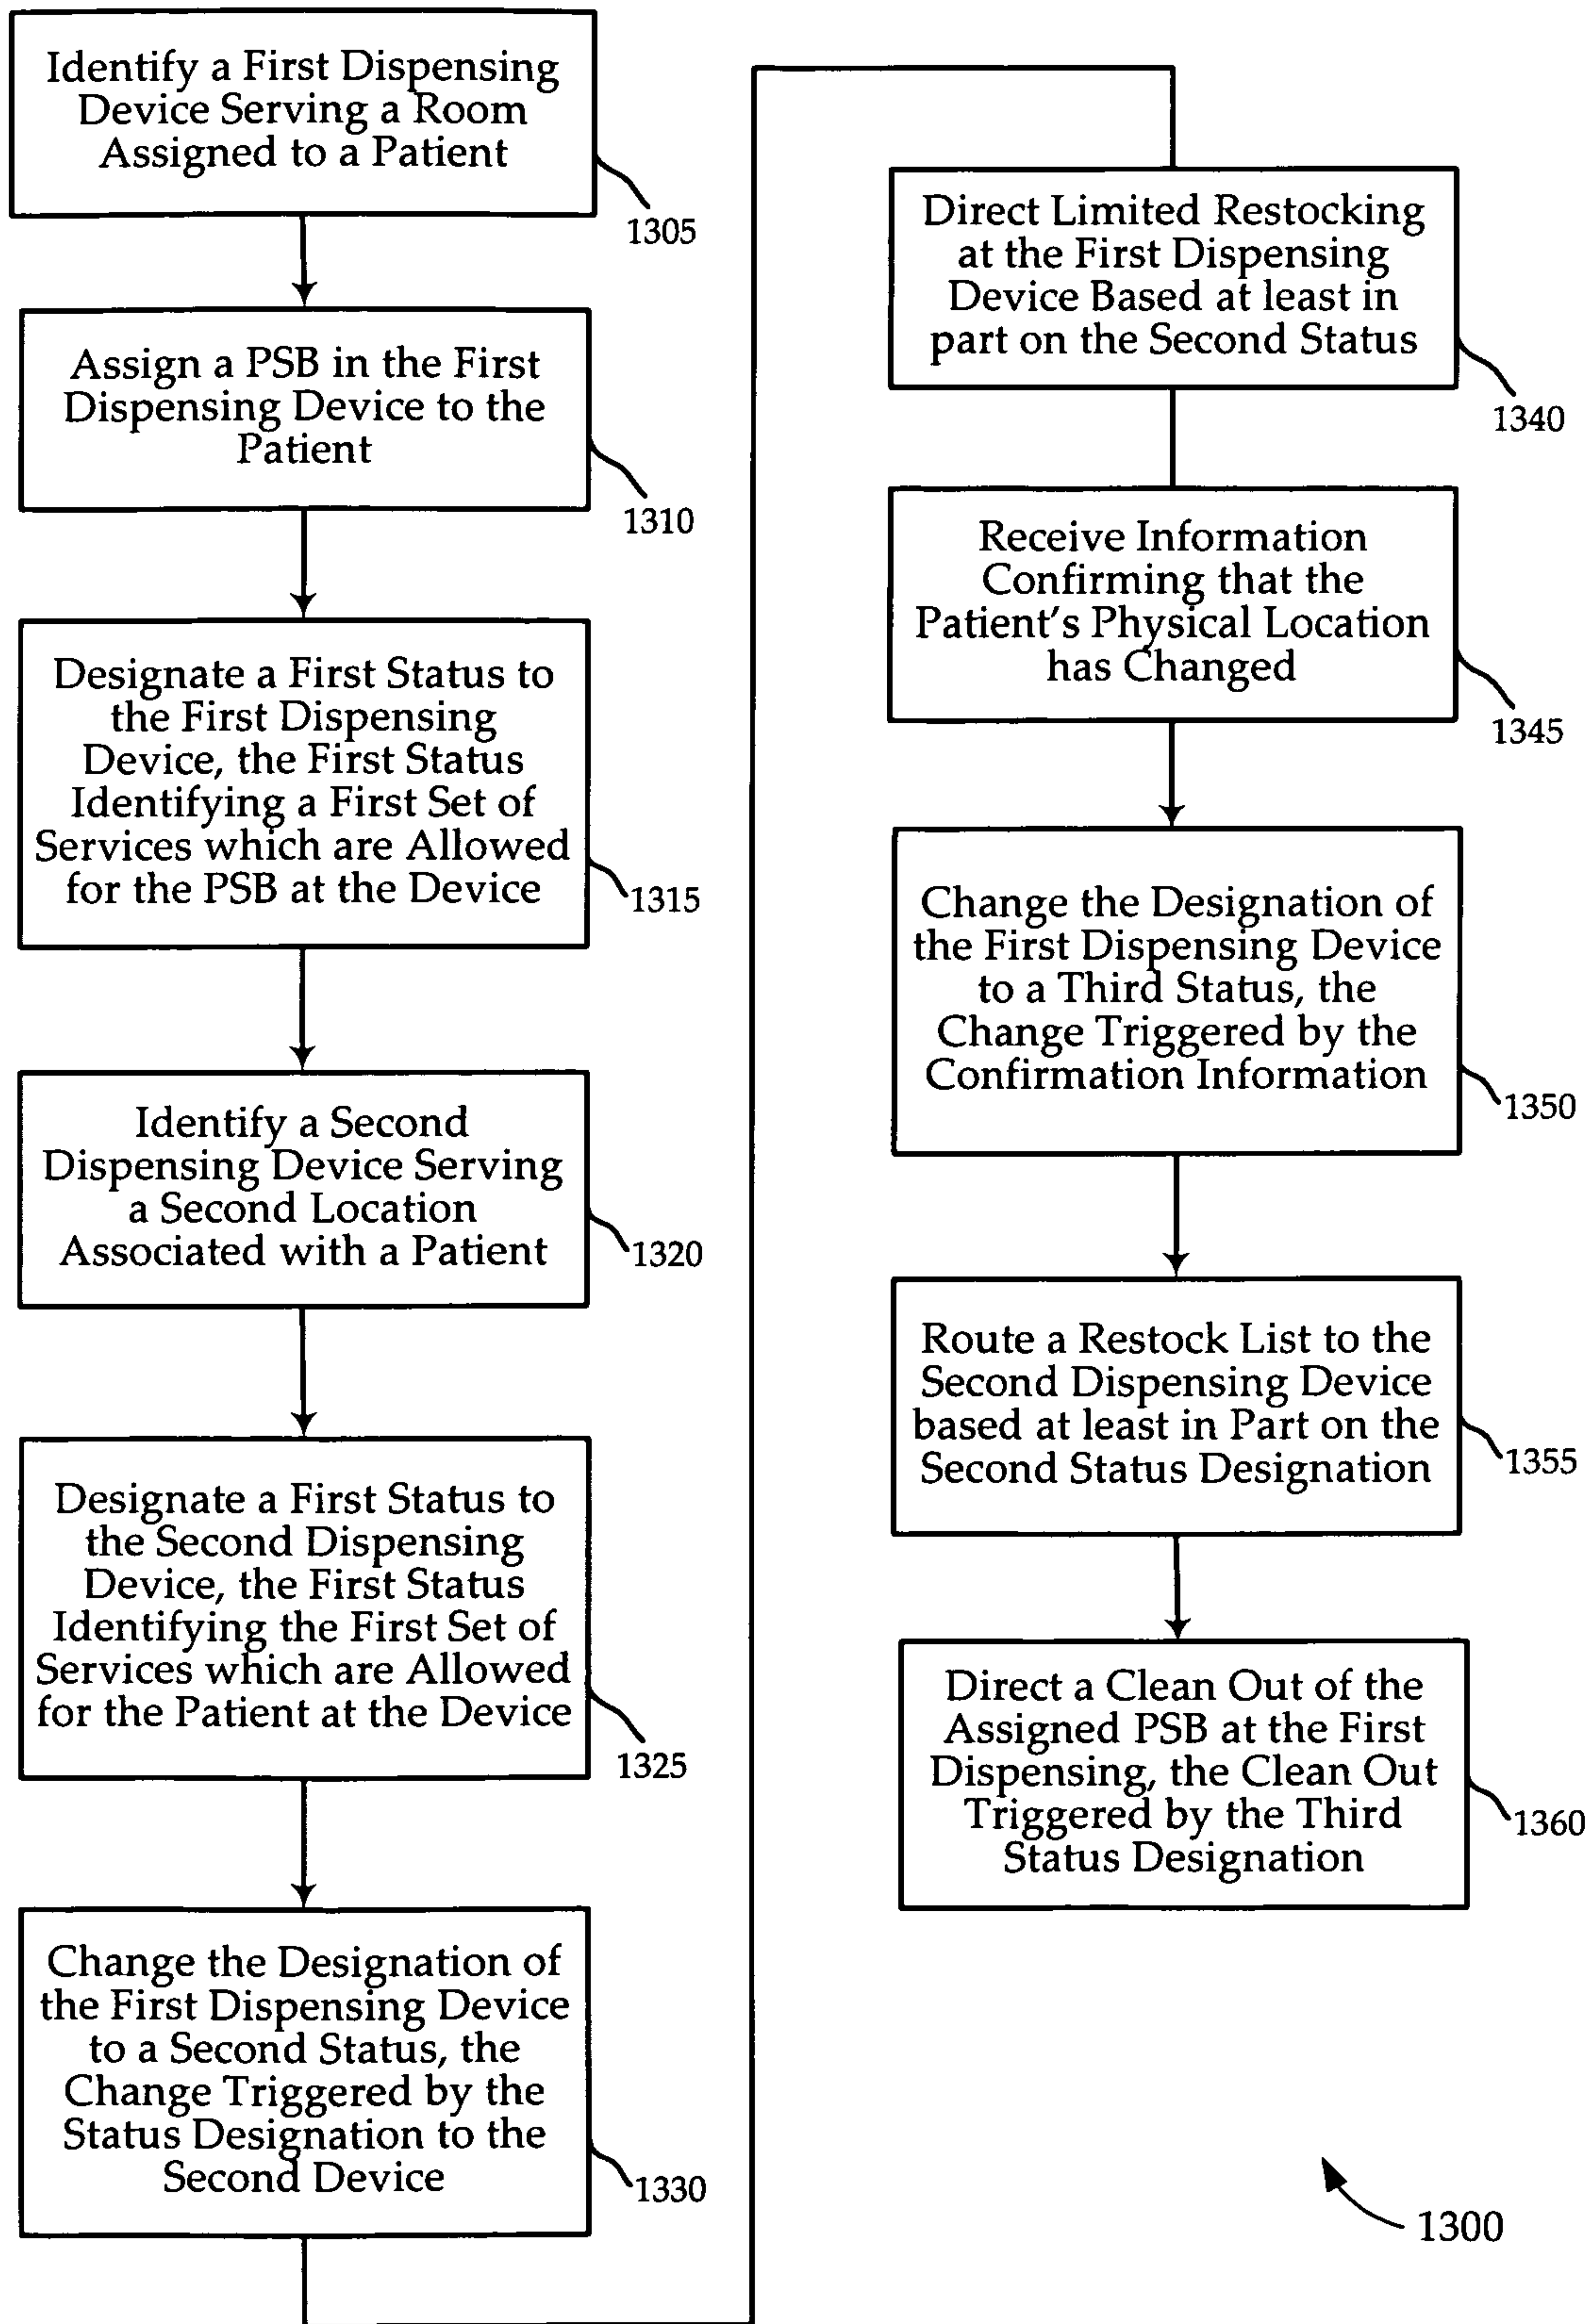 Identify a First Dispensing
Device Serving a Room
Assigned to a Patient
1305
Assign a PSB in the First
Dispensing Device to the
Patient
1310
Designate a First Status to
the First Dispensing
Device, the First Status
Identifying a First Set of
Services which are Allowed
for the PSB at the Device
1315
Identify a Second
Dispensing Device Serving
a Second Location
Associated with a Patient
1320
Designate a First Status to
the Second Dispensing
Device, the First Status
Identifying the First Set of
Services which are Allowed
for the Patient at the Device
1325
Change the Designation of
the First Dispensing Device
to a Second Status, the
Change Triggered by the
Status Designation to the
Second Device
1330
Direct Limited Restocking
at the First Dispensing
Device Based at least in
part on the Second Status
1340
Receive Information
Confirming that the
Patient's Physical Location
has Changed
1345
Change the Designation of
the First Dispensing Device
to a Third Status, the
Change Triggered by the
Confirmation Information
1350
Route a Restock List to the
Second Dispensing Device
based at least in Part on the
Second Status Designation
1355
Direct a Clean Out of the
Assigned PSB at the First
Dispensing, the Clean Out
Triggered by the Third
Status Designation
1360
1300